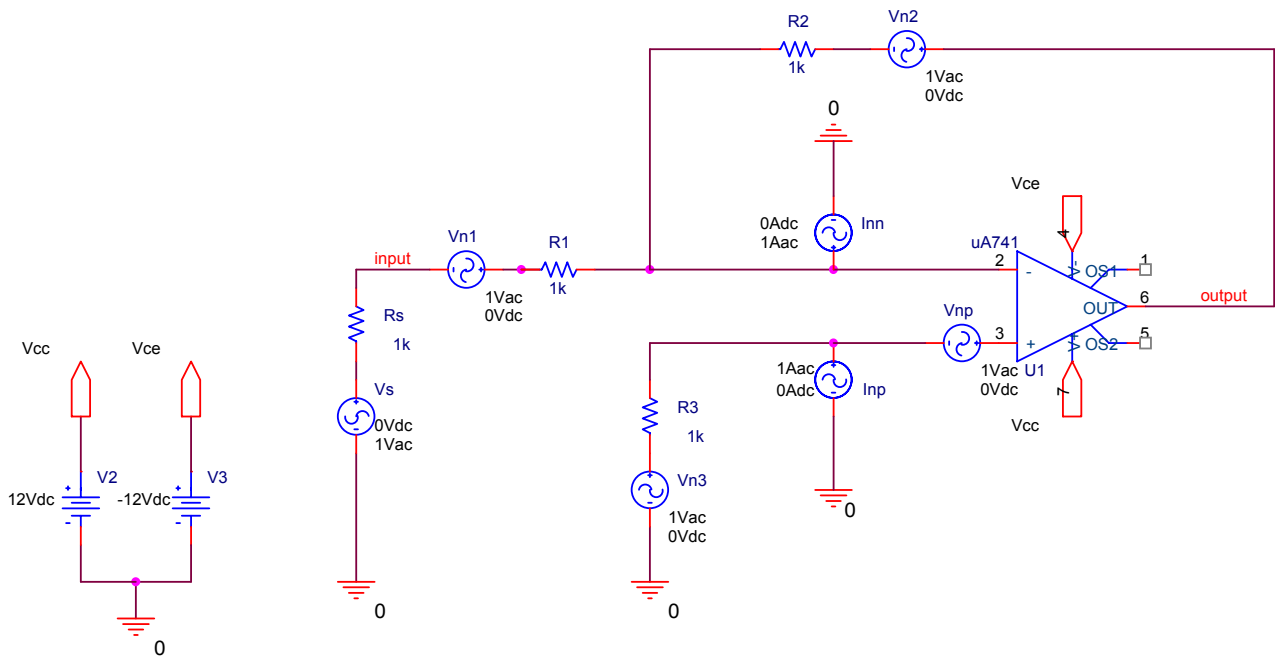 R2
1k
Vn2
1Vac
0Vdc
0
Vce
0Adc
1Aac
Inn
uA741
4
V-
2
-
OS1
1
OUT
6
output
3
+
V+
OS2
5
U1
7
Vcc
input
Vn1
1Vac
0Vdc
R1
1k
Rs
1k
Vs
0Vdc
1Vac
0
Vnp
1Vac
0Vdc
1Aac
0Adc
Inp
0
R3
1k
Vn3
1Vac
0Vdc
0
Vcc
Vce
V2
12Vdc
+
-
V3
-12Vdc
+
-
0